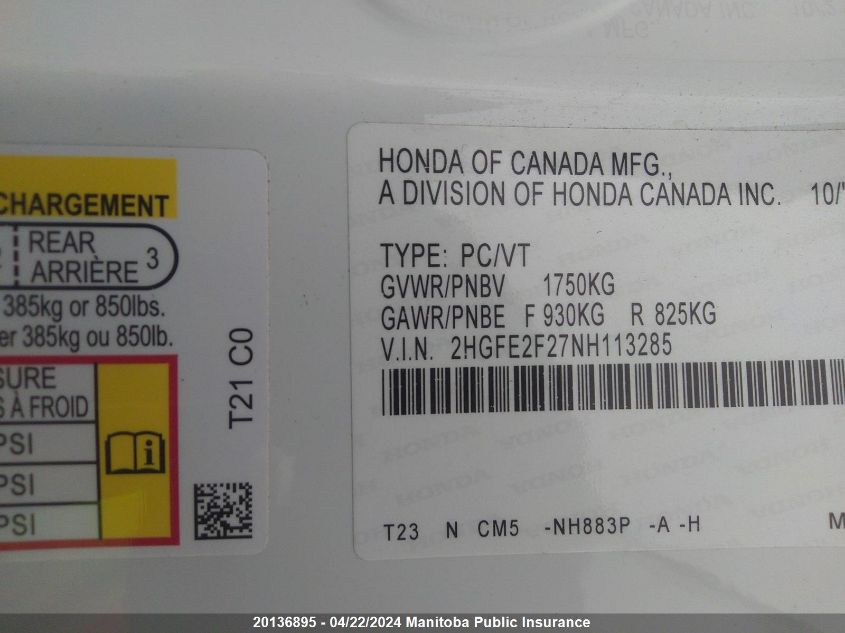 CHARGEMENT
REAR
ARRIÈRE 3
385kg or 850lbs.
er 385kg ou 850lb.
SURE
S À FROID
PSI
PSI
PSI
T21 C0
HONDA OF CANADA MFG.,
A DIVISION OF HONDA CANADA INC. 10/
TYPE: PC/VT
GVWR/PNBV 1750KG
GAWR/PNBE F 930KG R 825KG
V.I.N. 2HGFE2F27NH113285
T23 N CM5 -NH883P -A -H M
20136895 - 04/22/2024 Manitoba Public Insurance